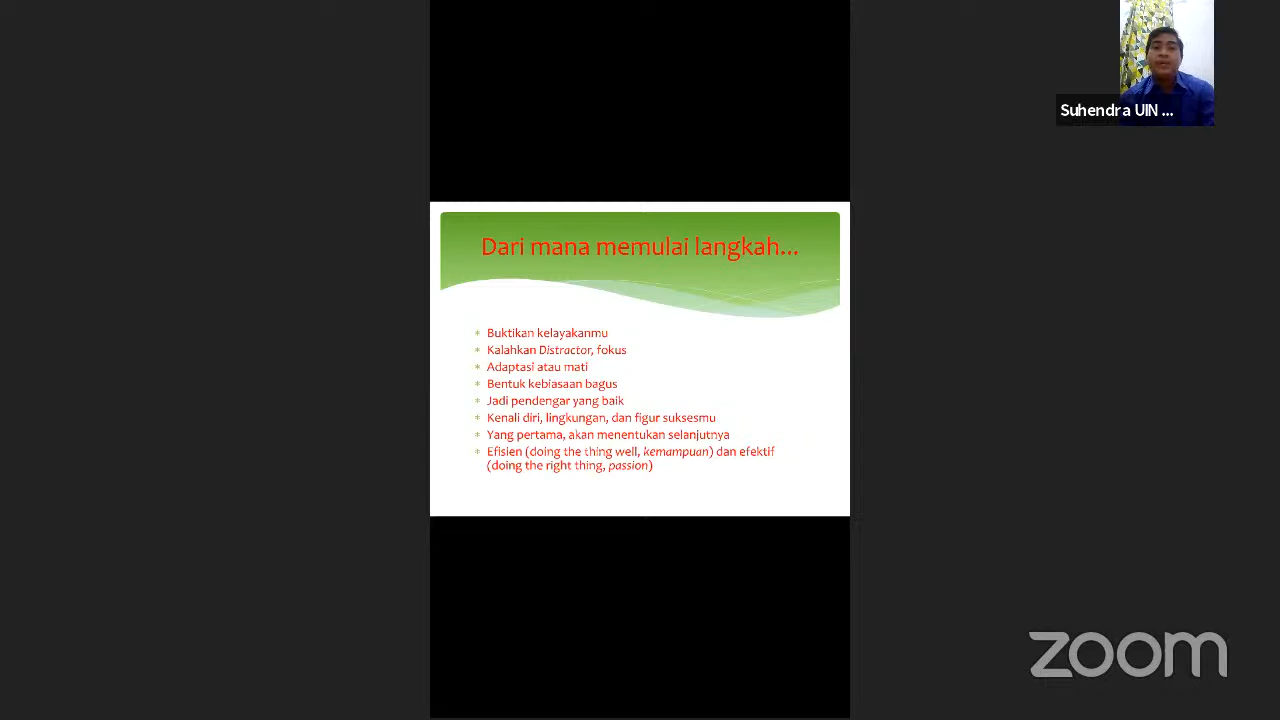 Suhendra UIN ...
Dari mana memulai langkah...
* Buktikan kelayakanmu
* Kalahkan Distractor, fokus
* Adaptasi atau mati
* Bentuk kebiasaan bagus
* Jadi pendengar yang baik
* Kenali diri, lingkungan, dan figur suksesmu
* Yang pertama, akan menentukan selanjutnya
* Efisien (doing the thing well, kemampuan) dan efektif
(doing the right thing, passion)
zoom